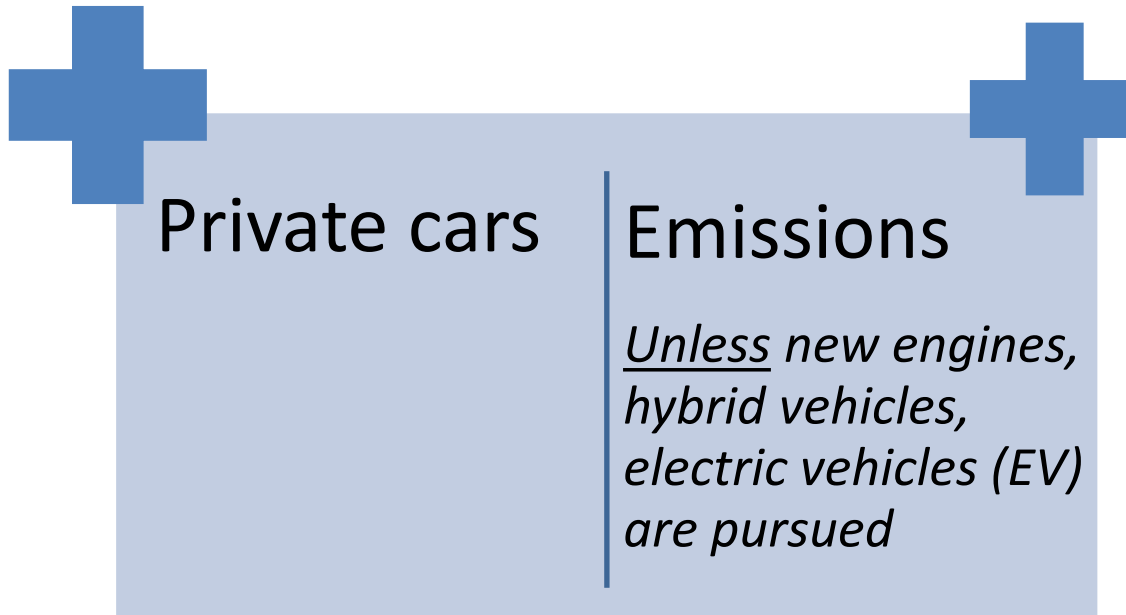 Private cars
Emissions
Unless new engines,
hybrid vehicles,
electric vehicles (EV)
are pursued